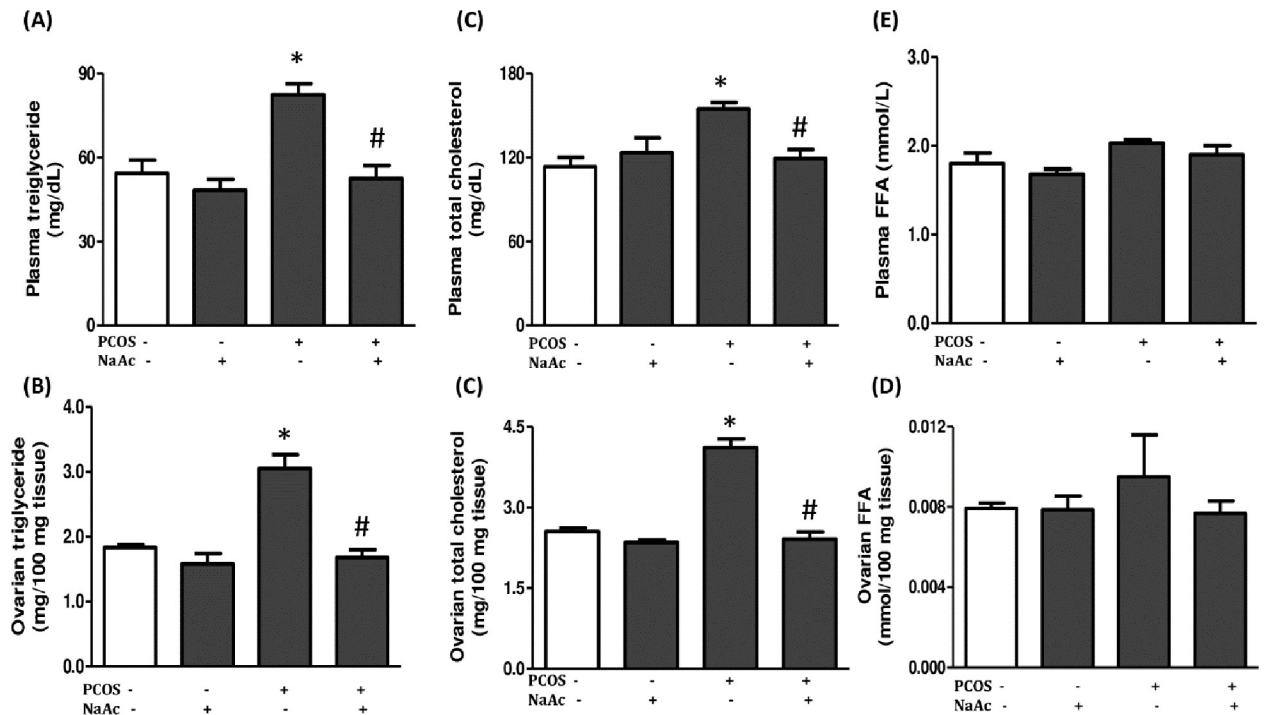 (A)
*
#
90
60
30
0
Plasma treiglyceride
(mg/dL)
PCOS - - + +
NaAc - + - +
(C)
*
#
180
120
60
0
Plasma total cholesterol
(mg/dL)
PCOS - - + +
NaAc - + - +
(E)
3.0
2.0
1.0
0.0
Plasma FFA (mmol/L)
PCOS - - + +
NaAc - + - +
(B)
*
#
4.0
3.0
2.0
1.0
0.0
Ovarian triglyceride
(mg/100 mg tissue)
PCOS - - + +
NaAc - + - +
(C)
*
#
4.5
3.0
1.5
0.0
Ovarian total cholesterol
(mg/100 mg tissue)
PCOS - - + +
NaAc - + - +
(D)
0.012
0.008
0.004
0.000
Ovarian FFA
(mmol/100 mg tissue)
PCOS - - + +
NaAc - + - +